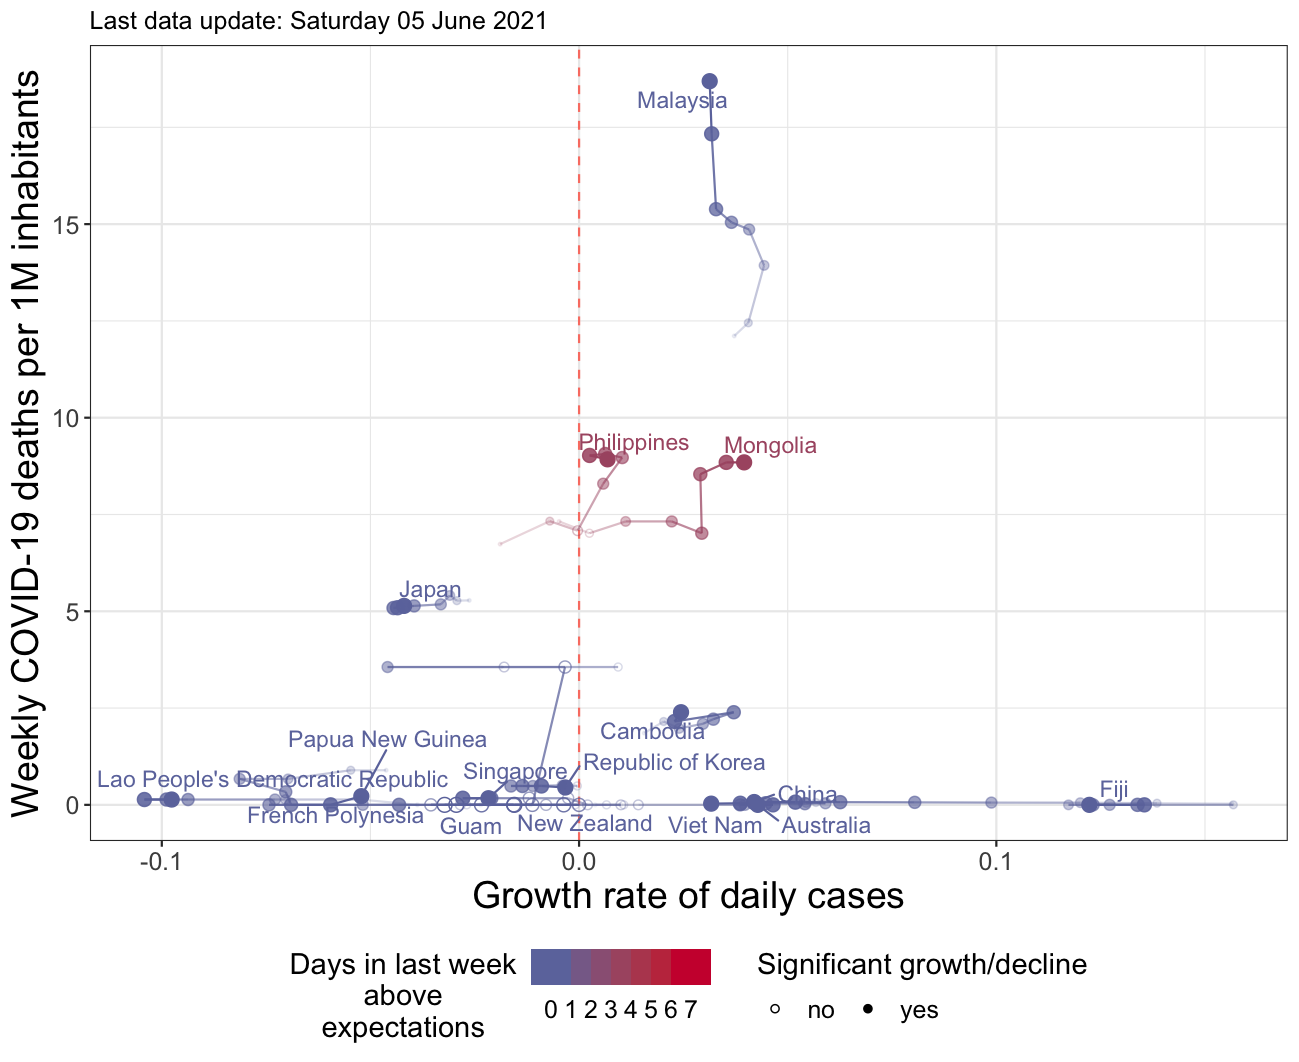 Last data update: Saturday 05 June 2021
Weekly COVID-19 deaths per 1M inhabitants
15
10
5
0
Malaysia
Philippines
Mongolia
Japan
Cambodia
Papua New Guinea
Republic of Korea
Singapore
Lao People's Democratic Republic
Fiji
China
French Polynesia
Guam
New Zealand
Viet Nam
Australia
-0.1
0.0
0.1
Growth rate of daily cases
Days in last week
above
expectations
0 1 2 3 4 5 6 7
Significant growth/decline
no
yes